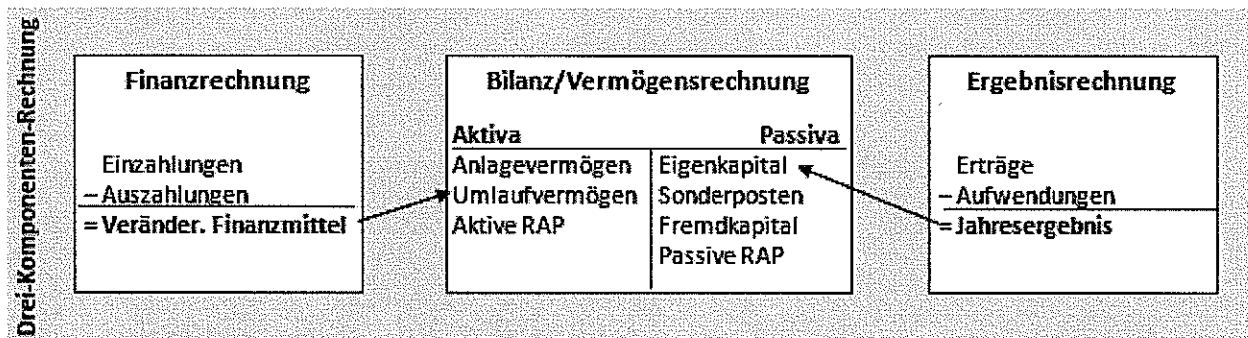 Drei-Komponenten-Rechnung
Finanzrechnung
Einzahlungen
– Auszahlungen
= Veränder. Finanzmittel
Bilanz/Vermögensrechnung
Aktiva Passiva
Anlagevermögen Eigenkapital
Umlaufvermögen Sonderposten
Aktive RAP Fremdkapital
Passive RAP
Ergebnisrechnung
Erträge
– Aufwendungen
= Jahresergebnis